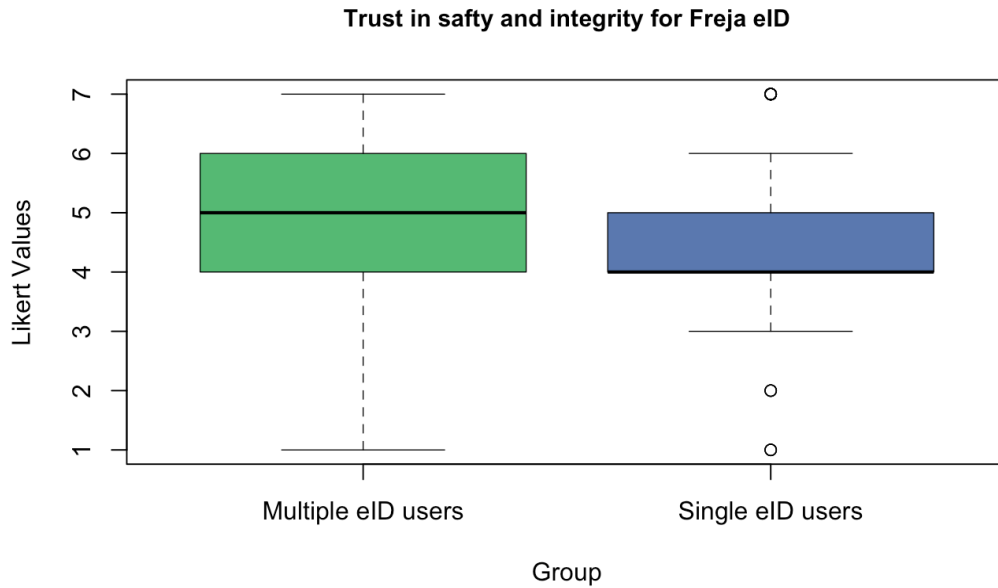 Trust in safty and integrity for Freja eID
Likert Values
7
6
5
4
3
2
1
Multiple eID users
Single eID users
Group